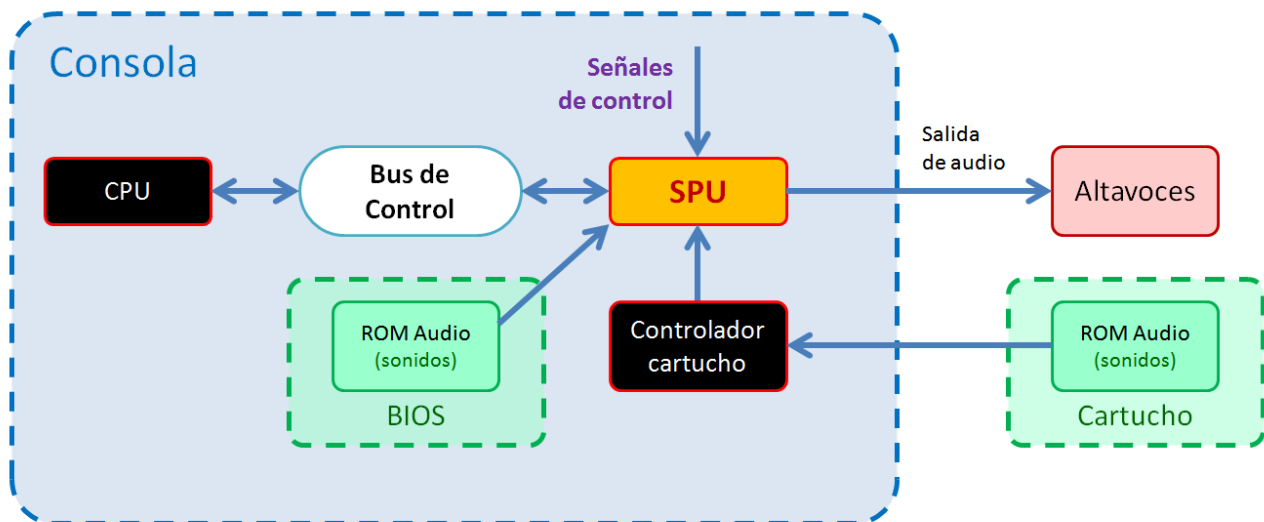 Consola
Señales
de control
Salida
de audio
CPU
Bus de
Control
SPU
Altavoces
ROM Audio
(sonidos)
BIOS
Controlador
cartucho
ROM Audio
(sonidos)
Cartucho